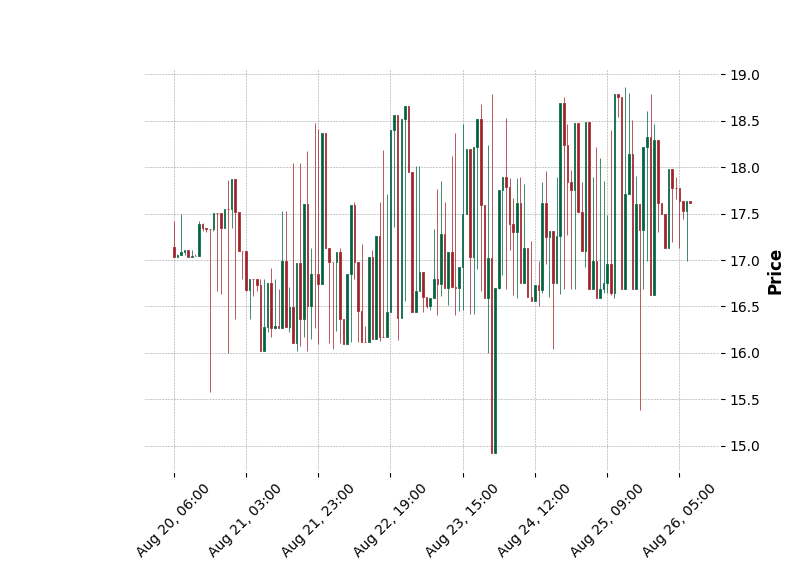 19.0
18.5
18.0
17.5
17.0
16.5
16.0
15.5
15.0
Price
Aug 20, 06:00
Aug 21, 03:00
Aug 21, 23:00
Aug 22, 19:00
Aug 23, 15:00
Aug 24, 12:00
Aug 25, 09:00
Aug 26, 05:00